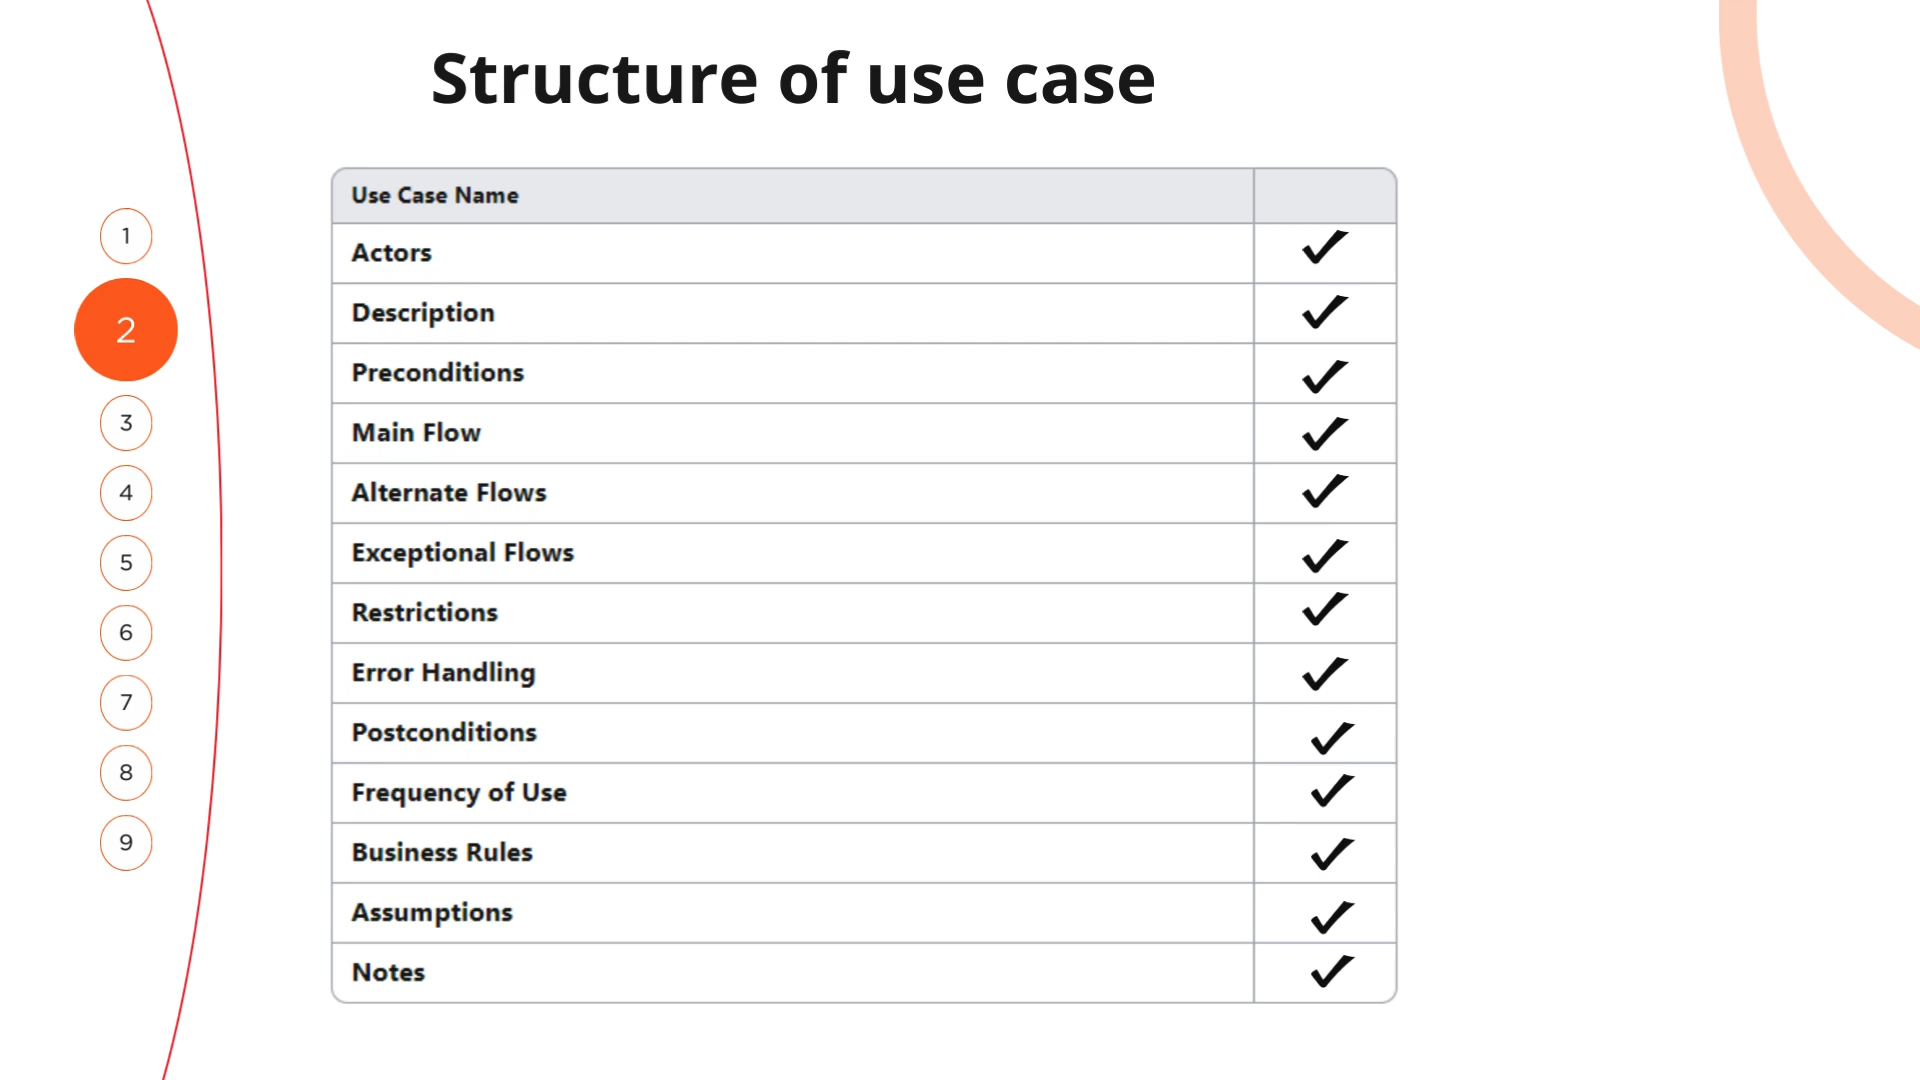 Structure of use case
1
2
3
4
5
6
7
8
9
Use Case Name
Actors ✓
Description ✓
Preconditions ✓
Main Flow ✓
Alternate Flows ✓
Exceptional Flows ✓
Restrictions ✓
Error Handling ✓
Postconditions ✓
Frequency of Use ✓
Business Rules ✓
Assumptions ✓
Notes ✓